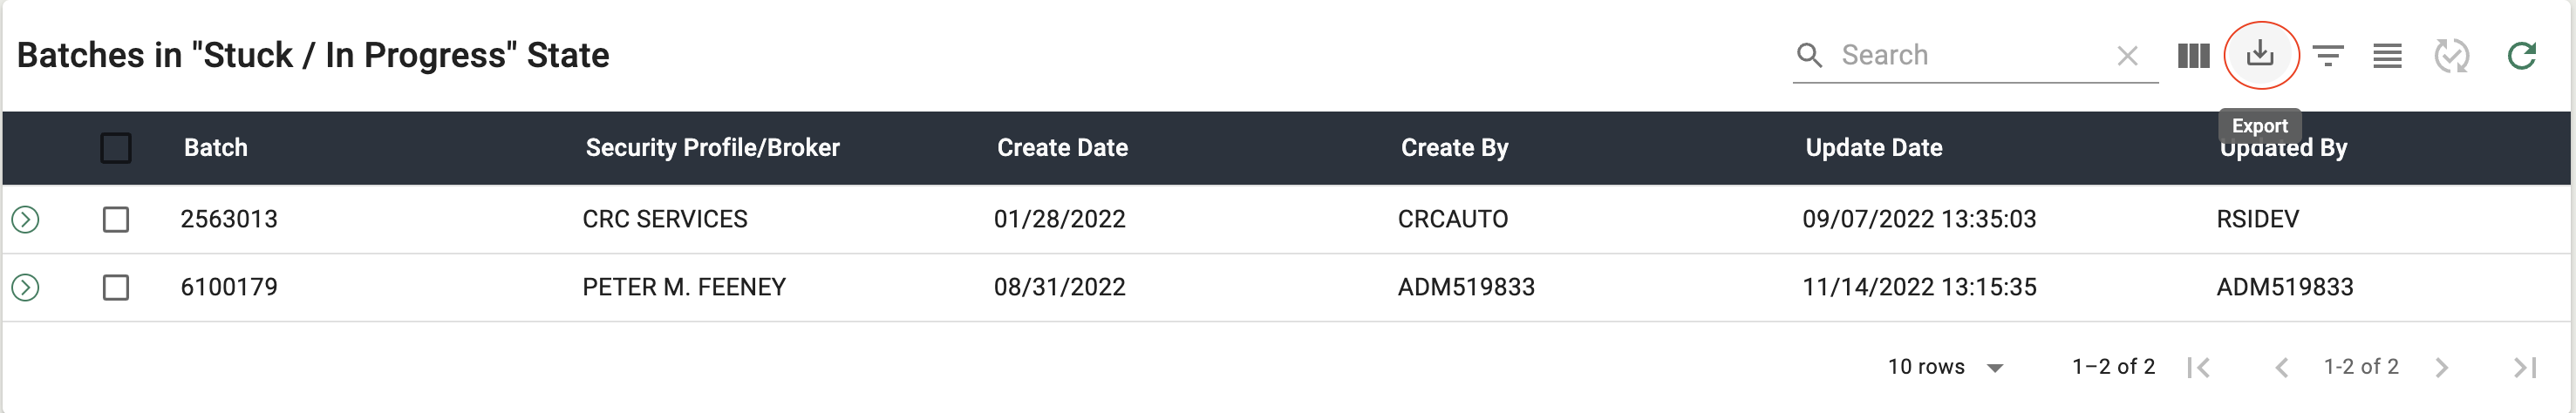 Batches in "Stuck / In Progress" State
Search
Export
Batch Security Profile/Broker Create Date Create By Update Date Updated By
2563013 CRC SERVICES 01/28/2022 CRCAUTO 09/07/2022 13:35:03 RSIDEV
6100179 PETER M. FEENEY 08/31/2022 ADM519833 11/14/2022 13:15:35 ADM519833
10 rows 1–2 of 2 1-2 of 2